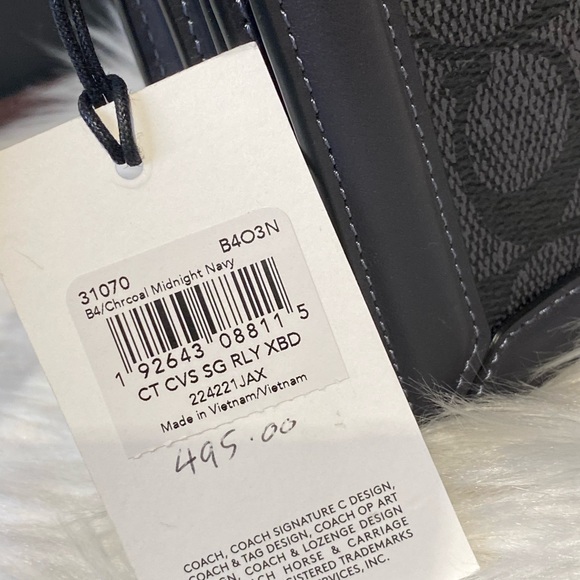 31070 B4O3N
B4/Chrcoal Midnight Navy
1 92643 08811 5
CT CVS SG RLY XBD
224221JAX
Made in Vietnam/Vietnam
495.00
COACH, COACH SIGNATURE C DESIGN,
COACH & TAG DESIGN, COACH OP ART
DESIGN, COACH & LOZENGE DESIGN
COACH HORSE & CARRIAGE
REGISTERED TRADEMARKS
SERVICES, INC.